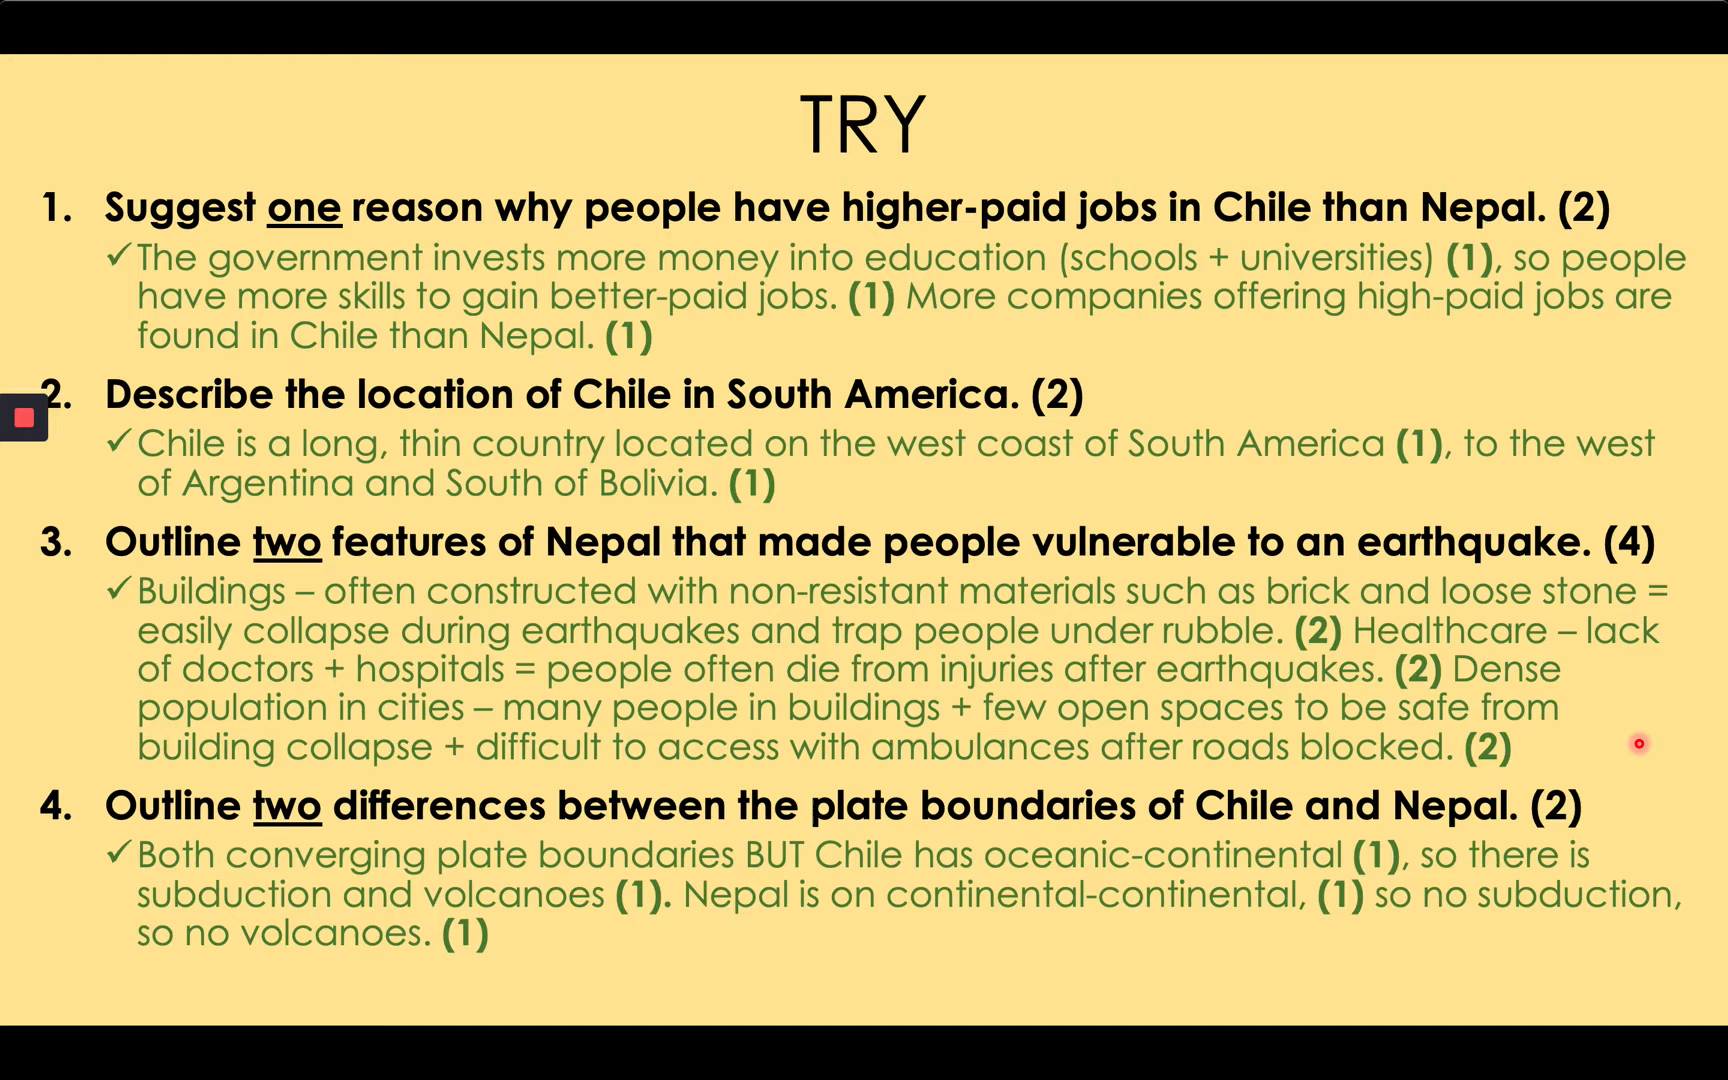 TRY
1. Suggest one reason why people have higher-paid jobs in Chile than Nepal. (2)
✓The government invests more money into education (schools + universities) (1), so people
have more skills to gain better-paid jobs. (1) More companies offering high-paid jobs are
found in Chile than Nepal. (1)
2. Describe the location of Chile in South America. (2)
✓Chile is a long, thin country located on the west coast of South America (1), to the west
of Argentina and South of Bolivia. (1)
3. Outline two features of Nepal that made people vulnerable to an earthquake. (4)
✓Buildings – often constructed with non-resistant materials such as brick and loose stone =
easily collapse during earthquakes and trap people under rubble. (2) Healthcare – lack
of doctors + hospitals = people often die from injuries after earthquakes. (2) Dense
population in cities – many people in buildings + few open spaces to be safe from
building collapse + difficult to access with ambulances after roads blocked. (2)
4. Outline two differences between the plate boundaries of Chile and Nepal. (2)
✓Both converging plate boundaries BUT Chile has oceanic-continental (1), so there is
subduction and volcanoes (1). Nepal is on continental-continental, (1) so no subduction,
so no volcanoes. (1)